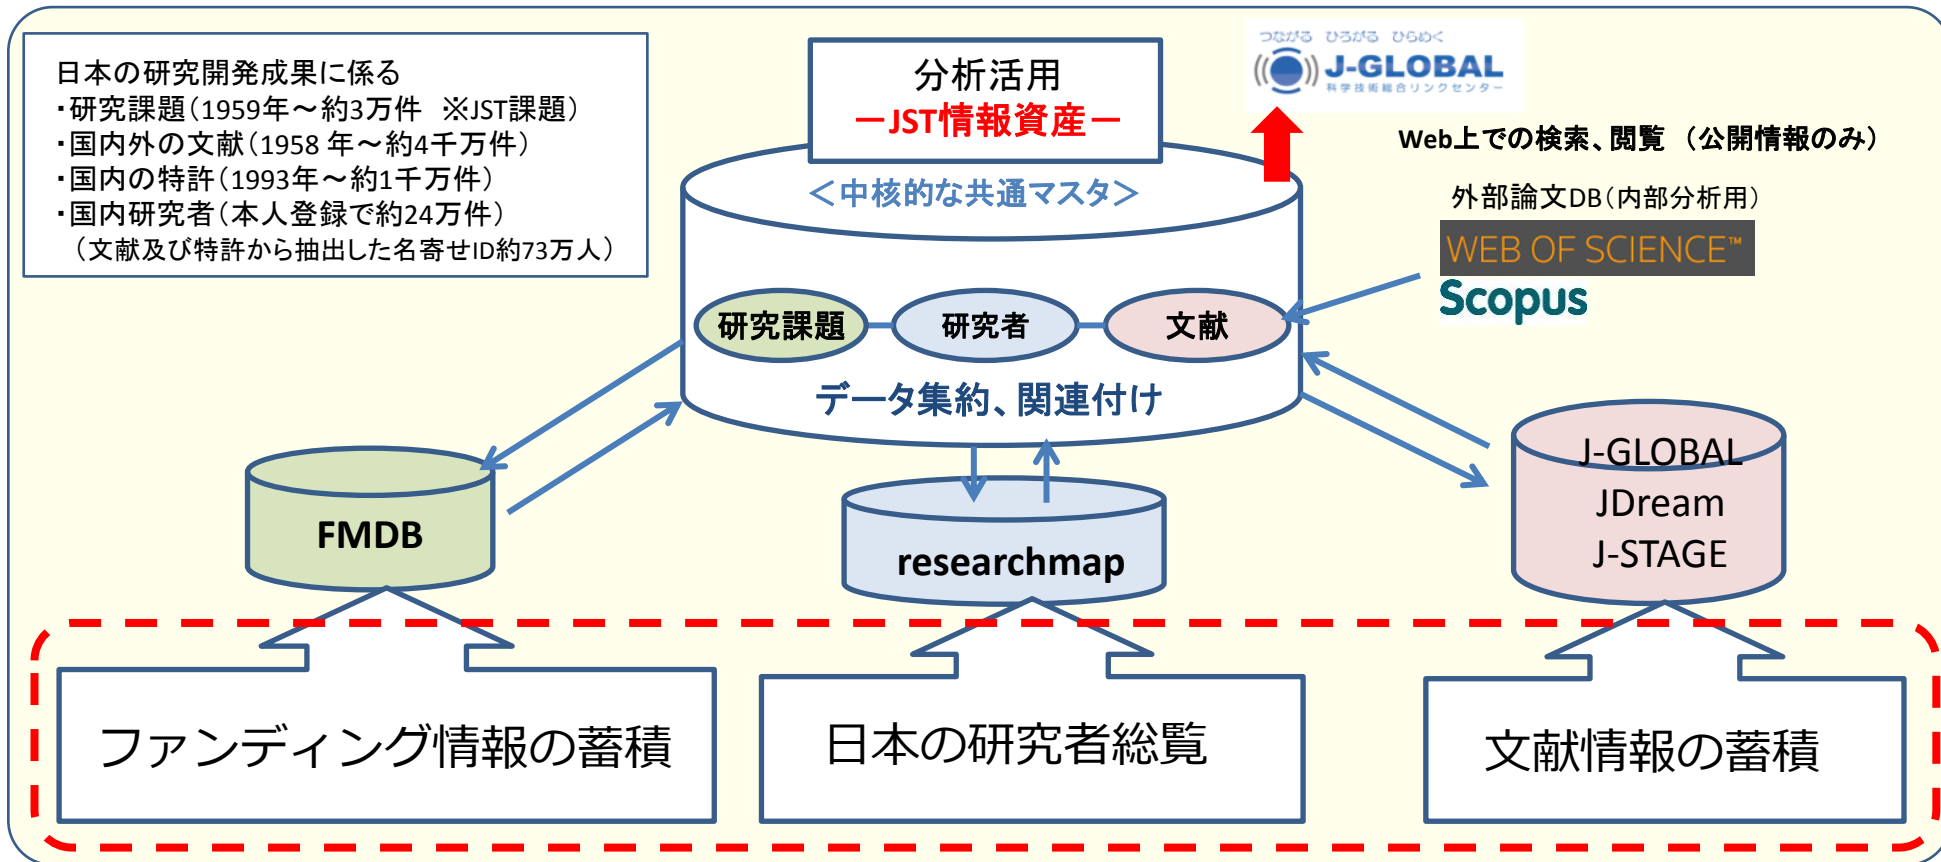 日本の研究開発成果に係る
・研究課題（1959年～約3万件　※JST課題）
・国内外の文献（1958 年～約4千万件）
・国内の特許（1993年～約1千万件）
・国内研究者（本人登録で約24万件）
（文献及び特許から抽出した名寄せID約73万人）
分析活用
－JST情報資産－
つながる ひろがる ひらめく
J-GLOBAL
科学技術総合リンクセンター
Web上での検索、閲覧 （公開情報のみ）
＜中核的な共通マスタ＞
外部論文DB（内部分析用）
WEB OF SCIENCE™
Scopus
研究課題
研究者
文献
データ集約、関連付け
FMDB
researchmap
J-GLOBAL
JDream
J-STAGE
ファンディング情報の蓄積
日本の研究者総覧
文献情報の蓄積